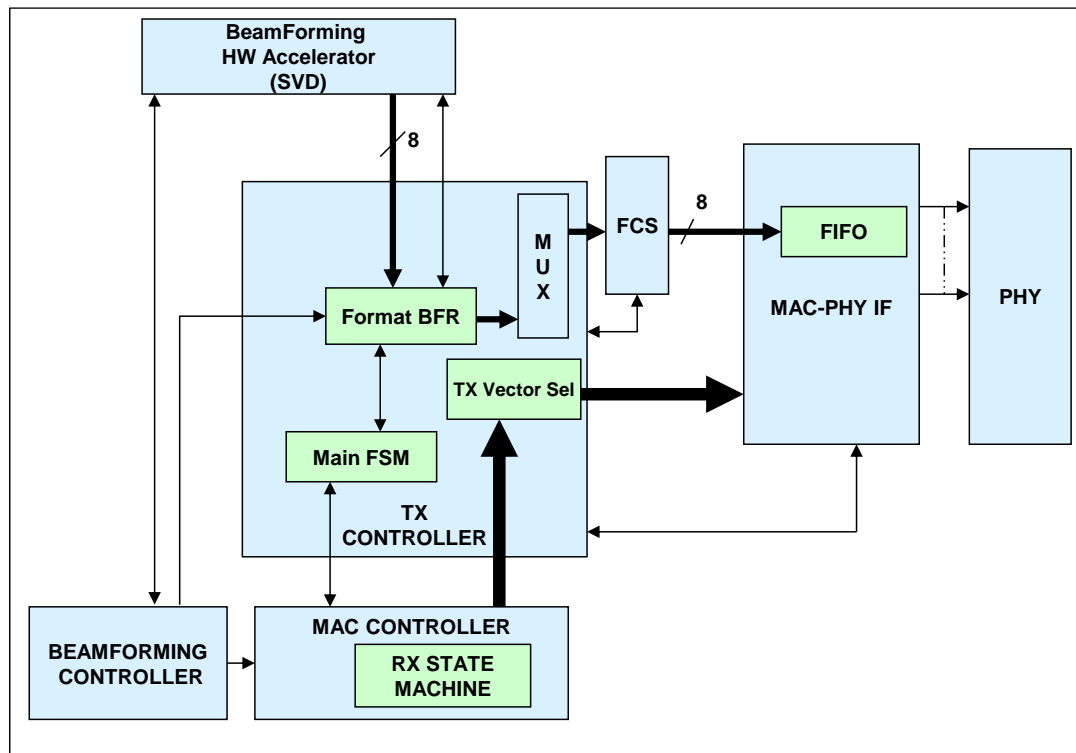 BeamForming
HW Accelerator
(SVD)
8
M
U
X
FCS
8
FIFO
MAC-PHY IF
PHY
Format BFR
TX Vector Sel
Main FSM
TX
CONTROLLER
BEAMFORMING
CONTROLLER
MAC CONTROLLER
RX STATE
MACHINE